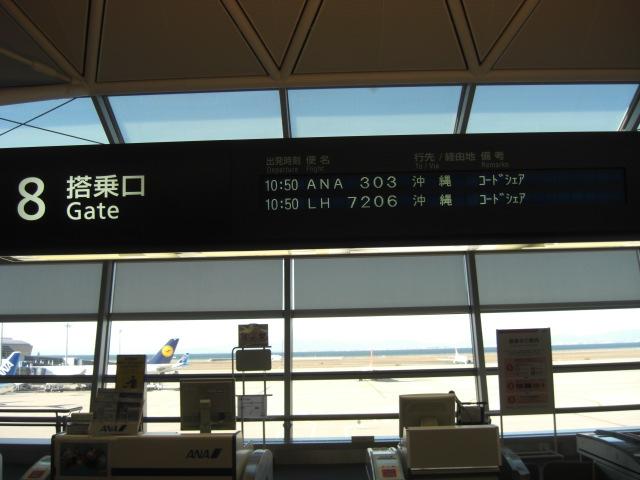 8 搭乗口
Gate
出発時刻 便名 行先/経由地 備考
Departure Flight To / Via Remarks
10:50 ANA 303 沖縄 コードシェア
10:50 LH 7206 沖縄 コードシェア
ANA
ANA